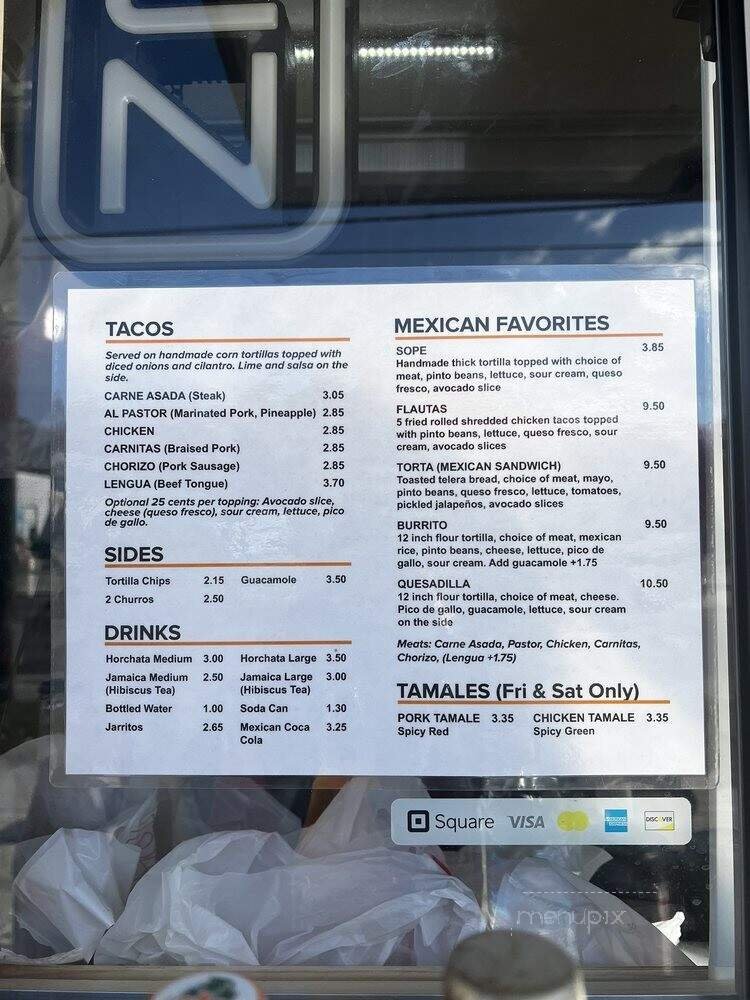 TACOS
Served on handmade corn tortillas topped with
diced onions and cilantro. Lime and salsa on the
side.
CARNE ASADA (Steak) 3.05
AL PASTOR (Marinated Pork, Pineapple) 2.85
CHICKEN 2.85
CARNITAS (Braised Pork) 2.85
CHORIZO (Pork Sausage) 2.85
LENGUA (Beef Tongue) 3.70
Optional 25 cents per topping: Avocado slice,
cheese (queso fresco), sour cream, lettuce, pico
de gallo.
SIDES
Tortilla Chips 2.15 Guacamole 3.50
2 Churros 2.50
DRINKS
Horchata Medium 3.00 Horchata Large 3.50
Jamaica Medium 2.50 Jamaica Large 3.00
(Hibiscus Tea) (Hibiscus Tea)
Bottled Water 1.00 Soda Can 1.30
Jarritos 2.65 Mexican Coca 3.25
Cola
MEXICAN FAVORITES
SOPE 3.85
Handmade thick tortilla topped with choice of
meat, pinto beans, lettuce, sour cream, queso
fresco, avocado slice
FLAUTAS 9.50
5 fried rolled shredded chicken tacos topped
with pinto beans, lettuce, queso fresco, sour
cream, avocado slices
TORTA (MEXICAN SANDWICH) 9.50
Toasted telera bread, choice of meat, mayo,
pinto beans, queso fresco, lettuce, tomatoes,
pickled jalapeños, avocado slices
BURRITO 9.50
12 inch flour tortilla, choice of meat, mexican
rice, pinto beans, cheese, lettuce, pico de
gallo, sour cream. Add guacamole +1.75
QUESADILLA 10.50
12 inch flour tortilla, choice of meat, cheese.
Pico de gallo, guacamole, lettuce, sour cream
on the side
Meats: Carne Asada, Pastor, Chicken, Carnitas,
Chorizo, (Lengua +1.75)
TAMALES (Fri & Sat Only)
PORK TAMALE 3.35 CHICKEN TAMALE 3.35
Spicy Red Spicy Green
Square VISA DISCOVER
menupix